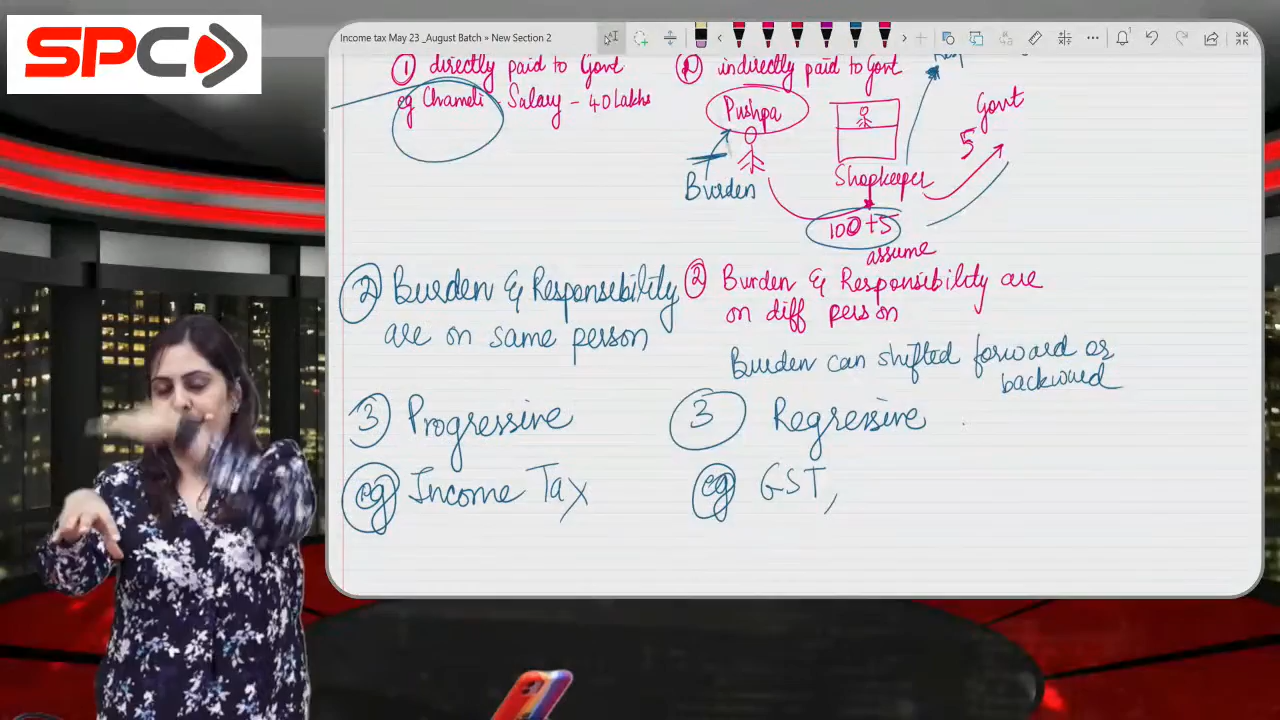 SPC
Income tax May 23 _August Batch » New Section 2
① directly paid to Govt
eg Chameli - Salary - 40 Lakhs
② Burden & Responsibility
are on same person
③ Progressive
eg Income Tax
indirectly paid to Govt
Pushpa
Burden
Shopkeeper
Govt
5
100 + 5
assume
② Burden & Responsibility are
on diff person
Burden can shifted forward or
backward
③ Regressive
eg GST,